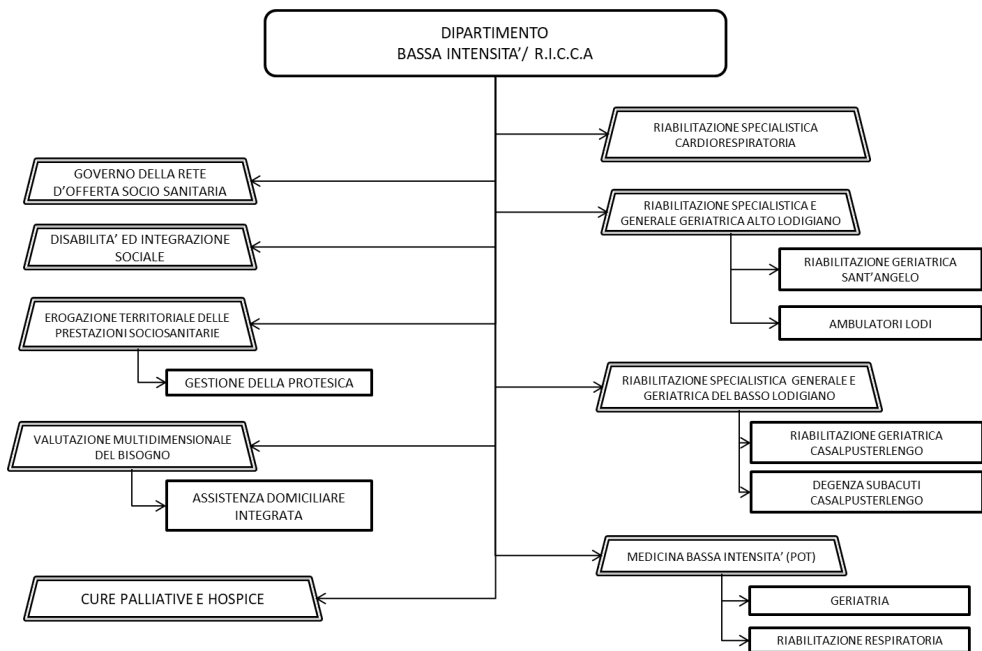 DIPARTIMENTO
BASSA INTENSITA'/ R.I.C.C.A
GOVERNO DELLA RETE
D'OFFERTA SOCIO SANITARIA
DISABILITA' ED INTEGRAZIONE
SOCIALE
EROGAZIONE TERRITORIALE DELLE
PRESTAZIONI SOCIOSANITARIE
GESTIONE DELLA PROTESICA
VALUTAZIONE MULTIDIMENSIONALE
DEL BISOGNO
ASSISTENZA DOMICILIARE
INTEGRATA
CURE PALLIATIVE E HOSPICE
RIABILITAZIONE SPECIALISTICA
CARDIORESPIRATORIA
RIABILITAZIONE SPECIALISTICA E
GENERALE GERIATRICA ALTO LODIGIANO
RIABILITAZIONE GERIATRICA
SANT'ANGELO
AMBULATORI LODI
RIABILITAZIONE SPECIALISTICA GENERALE E
GERIATRICA DEL BASSO LODIGIANO
RIABILITAZIONE GERIATRICA
CASALPUSTERLENGO
DEGENZA SUBACUTI
CASALPUSTERLENGO
MEDICINA BASSA INTENSITA' (POT)
GERIATRIA
RIABILITAZIONE RESPIRATORIA